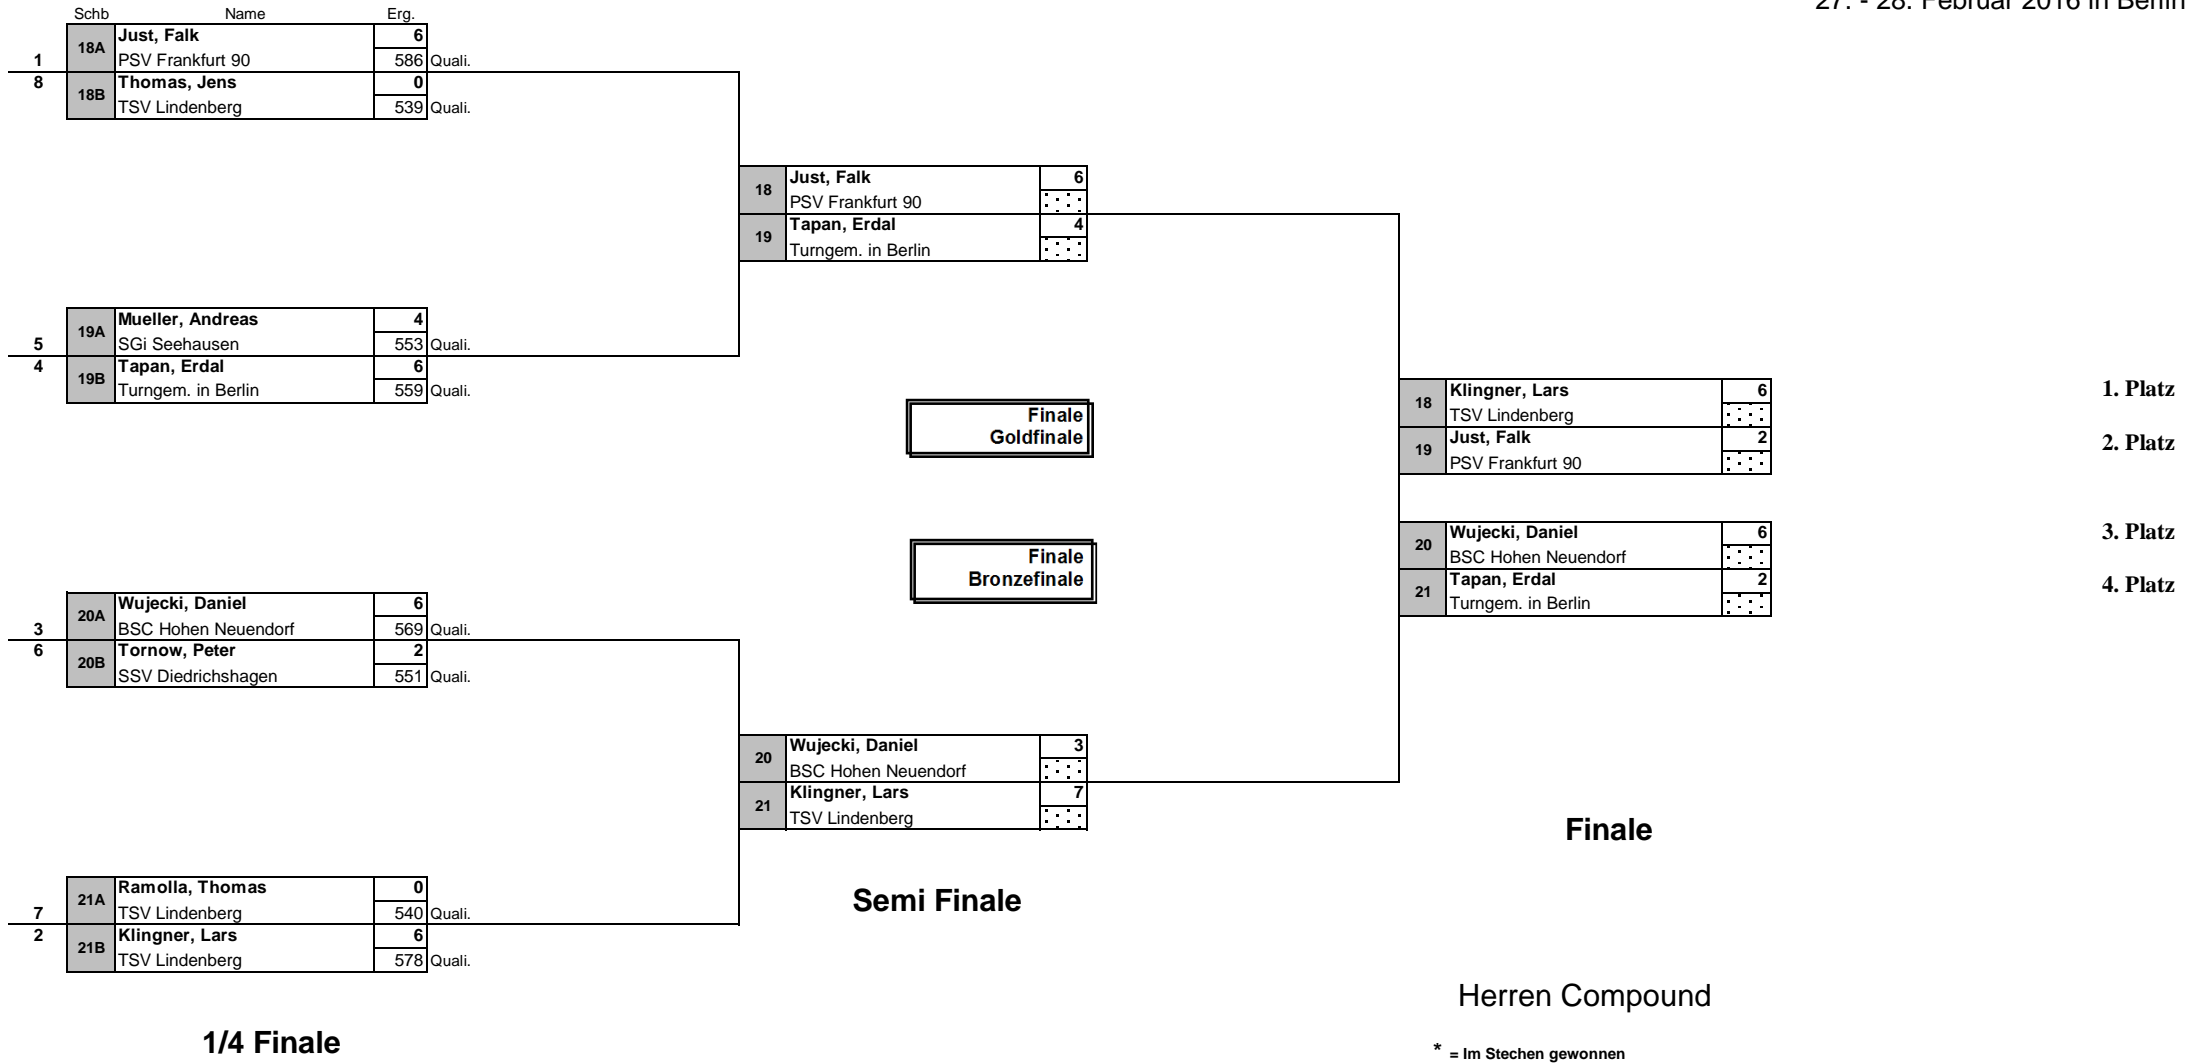 27. - 28. Februar 2016 in Berlin
Schb Name Erg.
18A Just, Falk 6
1 PSV Frankfurt 90 586 Quali.
8 18B Thomas, Jens 0
TSV Lindenberg 539 Quali.
18 Just, Falk 6
PSV Frankfurt 90
19 Tapan, Erdal 4
Turngem. in Berlin
19A Mueller, Andreas 4
5 SGi Seehausen 553 Quali.
4 19B Tapan, Erdal 6
Turngem. in Berlin 559 Quali.
Finale
Goldfinale
18 Klingner, Lars 6 1. Platz
TSV Lindenberg
19 Just, Falk 2 2. Platz
PSV Frankfurt 90
Finale
Bronzefinale
20 Wujecki, Daniel 6 3. Platz
BSC Hohen Neuendorf
21 Tapan, Erdal 2 4. Platz
Turngem. in Berlin
20A Wujecki, Daniel 6
3 BSC Hohen Neuendorf 569 Quali.
6 20B Tornow, Peter 2
SSV Diedrichshagen 551 Quali.
20 Wujecki, Daniel 3
BSC Hohen Neuendorf
21 Klingner, Lars 7
TSV Lindenberg
Finale
21A Ramolla, Thomas 0
7 TSV Lindenberg 540 Quali.
2 21B Klingner, Lars 6
TSV Lindenberg 578 Quali.
Semi Finale
Herren Compound
1/4 Finale
* = Im Stechen gewonnen